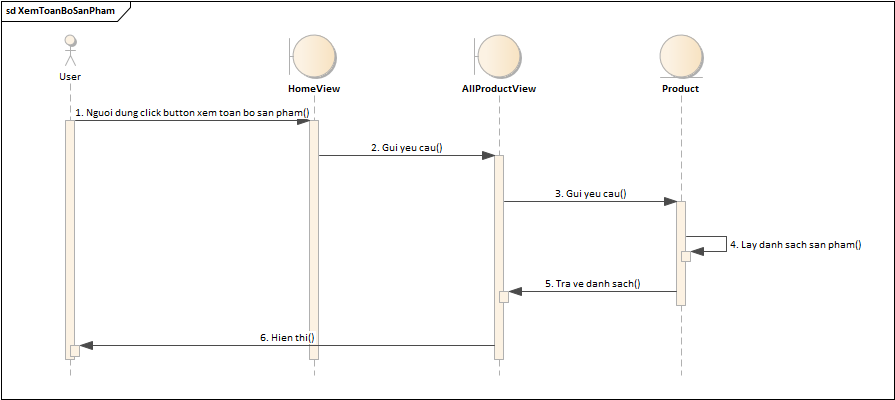 sd XemToanBoSanPham
User
HomeView
AllProductView
Product
1. Nguoi dung click button xem toan bo san pham()
2. Gui yeu cau()
3. Gui yeu cau()
4. Lay danh sach san pham()
5. Tra ve danh sach()
6. Hien thi()